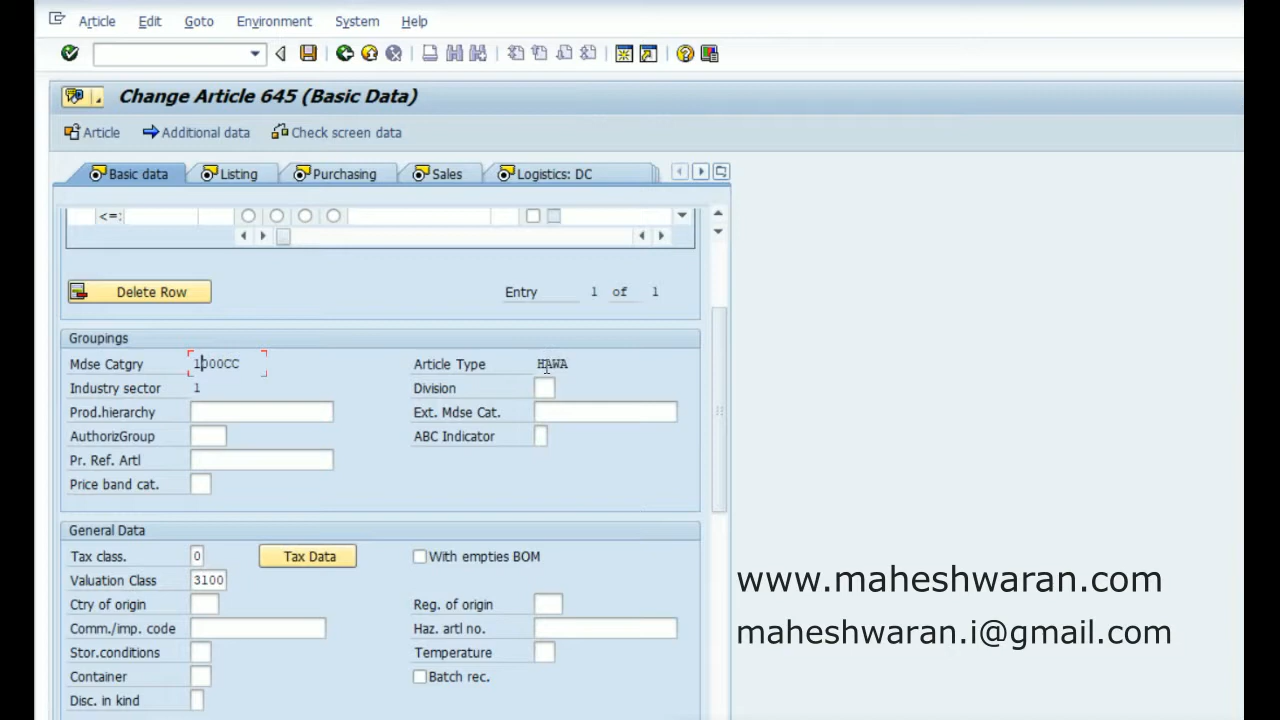 Article Edit Goto Environment System Help
Change Article 645 (Basic Data)
Article Additional data Check screen data
Basic data Listing Purchasing Sales Logistics: DC
<=:
Delete Row Entry 1 of 1
Groupings
Mdse Catgry 1000CC Article Type HAWA
Industry sector 1 Division
Prod.hierarchy Ext. Mdse Cat.
AuthorizGroup ABC Indicator
Pr. Ref. Artl
Price band cat.
General Data
Tax class. 0 Tax Data With empties BOM
Valuation Class 3100
Ctry of origin Reg. of origin
Comm./imp. code Haz. artl no.
Stor.conditions Temperature
Container Batch rec.
Disc. in kind
www.maheshwaran.com
maheshwaran.i@gmail.com